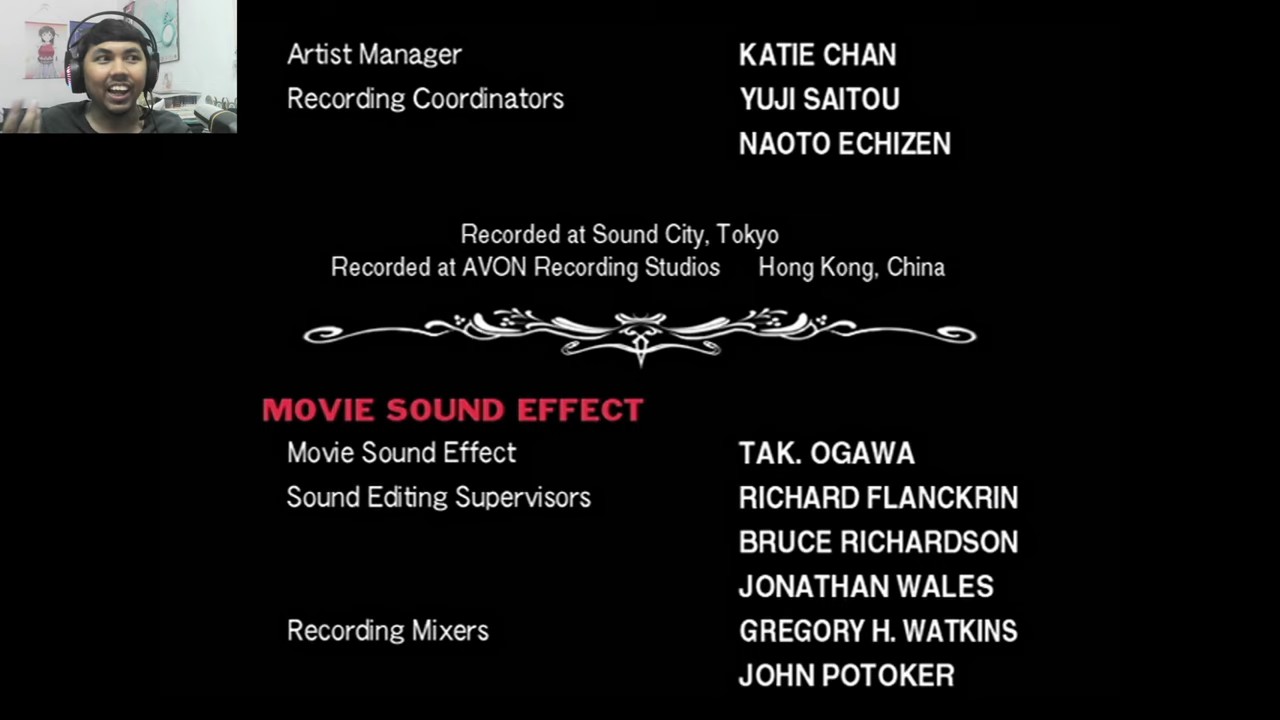 Artist Manager KATIE CHAN
Recording Coordinators YUJI SAITOU
NAOTO ECHIZEN
Recorded at Sound City, Tokyo
Recorded at AVON Recording Studios Hong Kong, China
MOVIE SOUND EFFECT
Movie Sound Effect TAK. OGAWA
Sound Editing Supervisors RICHARD FLANCKRIN
BRUCE RICHARDSON
JONATHAN WALES
Recording Mixers GREGORY H. WATKINS
JOHN POTOKER